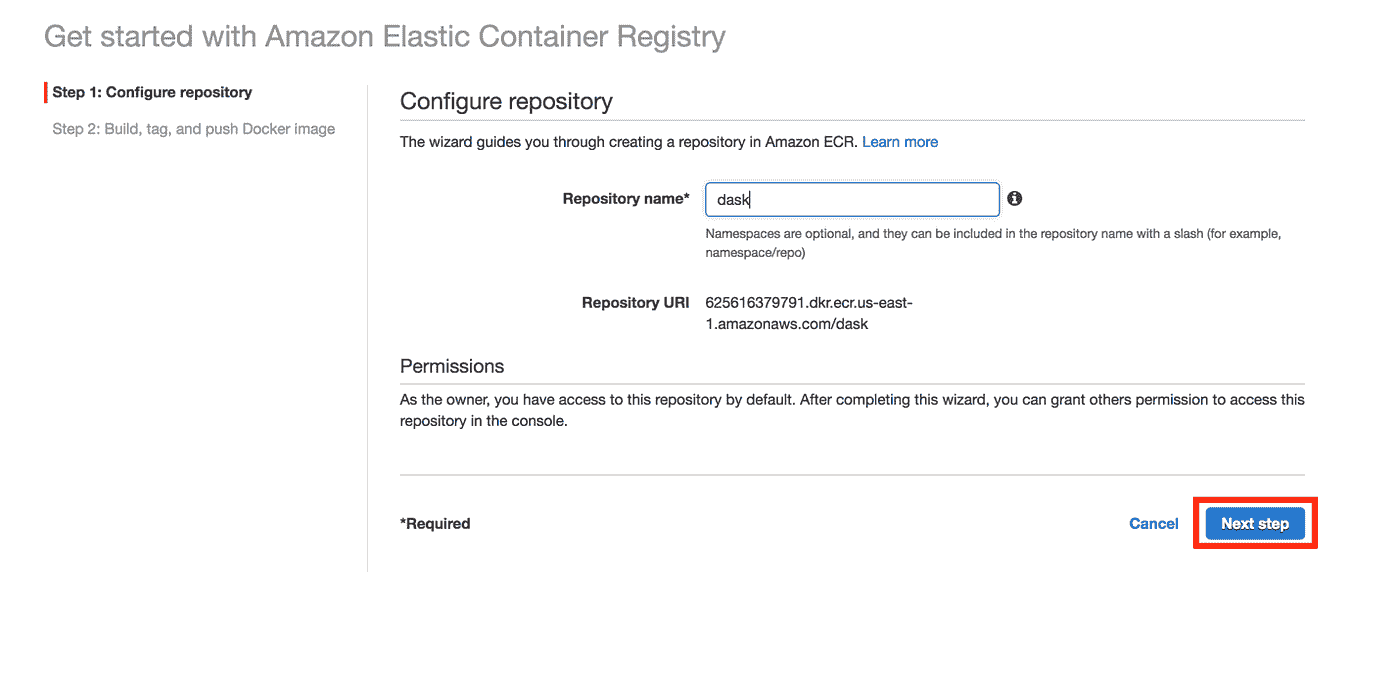 Get started with Amazon Elastic Container Registry
Step 1: Configure repository
Step 2: Build, tag, and push Docker image
Configure repository
The wizard guides you through creating a repository in Amazon ECR. Learn more
Repository name* dask
Namespaces are optional, and they can be included in the repository name with a slash (for example,
namespace/repo)
Repository URI 625616379791.dkr.ecr.us-east-
1.amazonaws.com/dask
Permissions
As the owner, you have access to this repository by default. After completing this wizard, you can grant others permission to access this
repository in the console.
*Required Cancel Next step